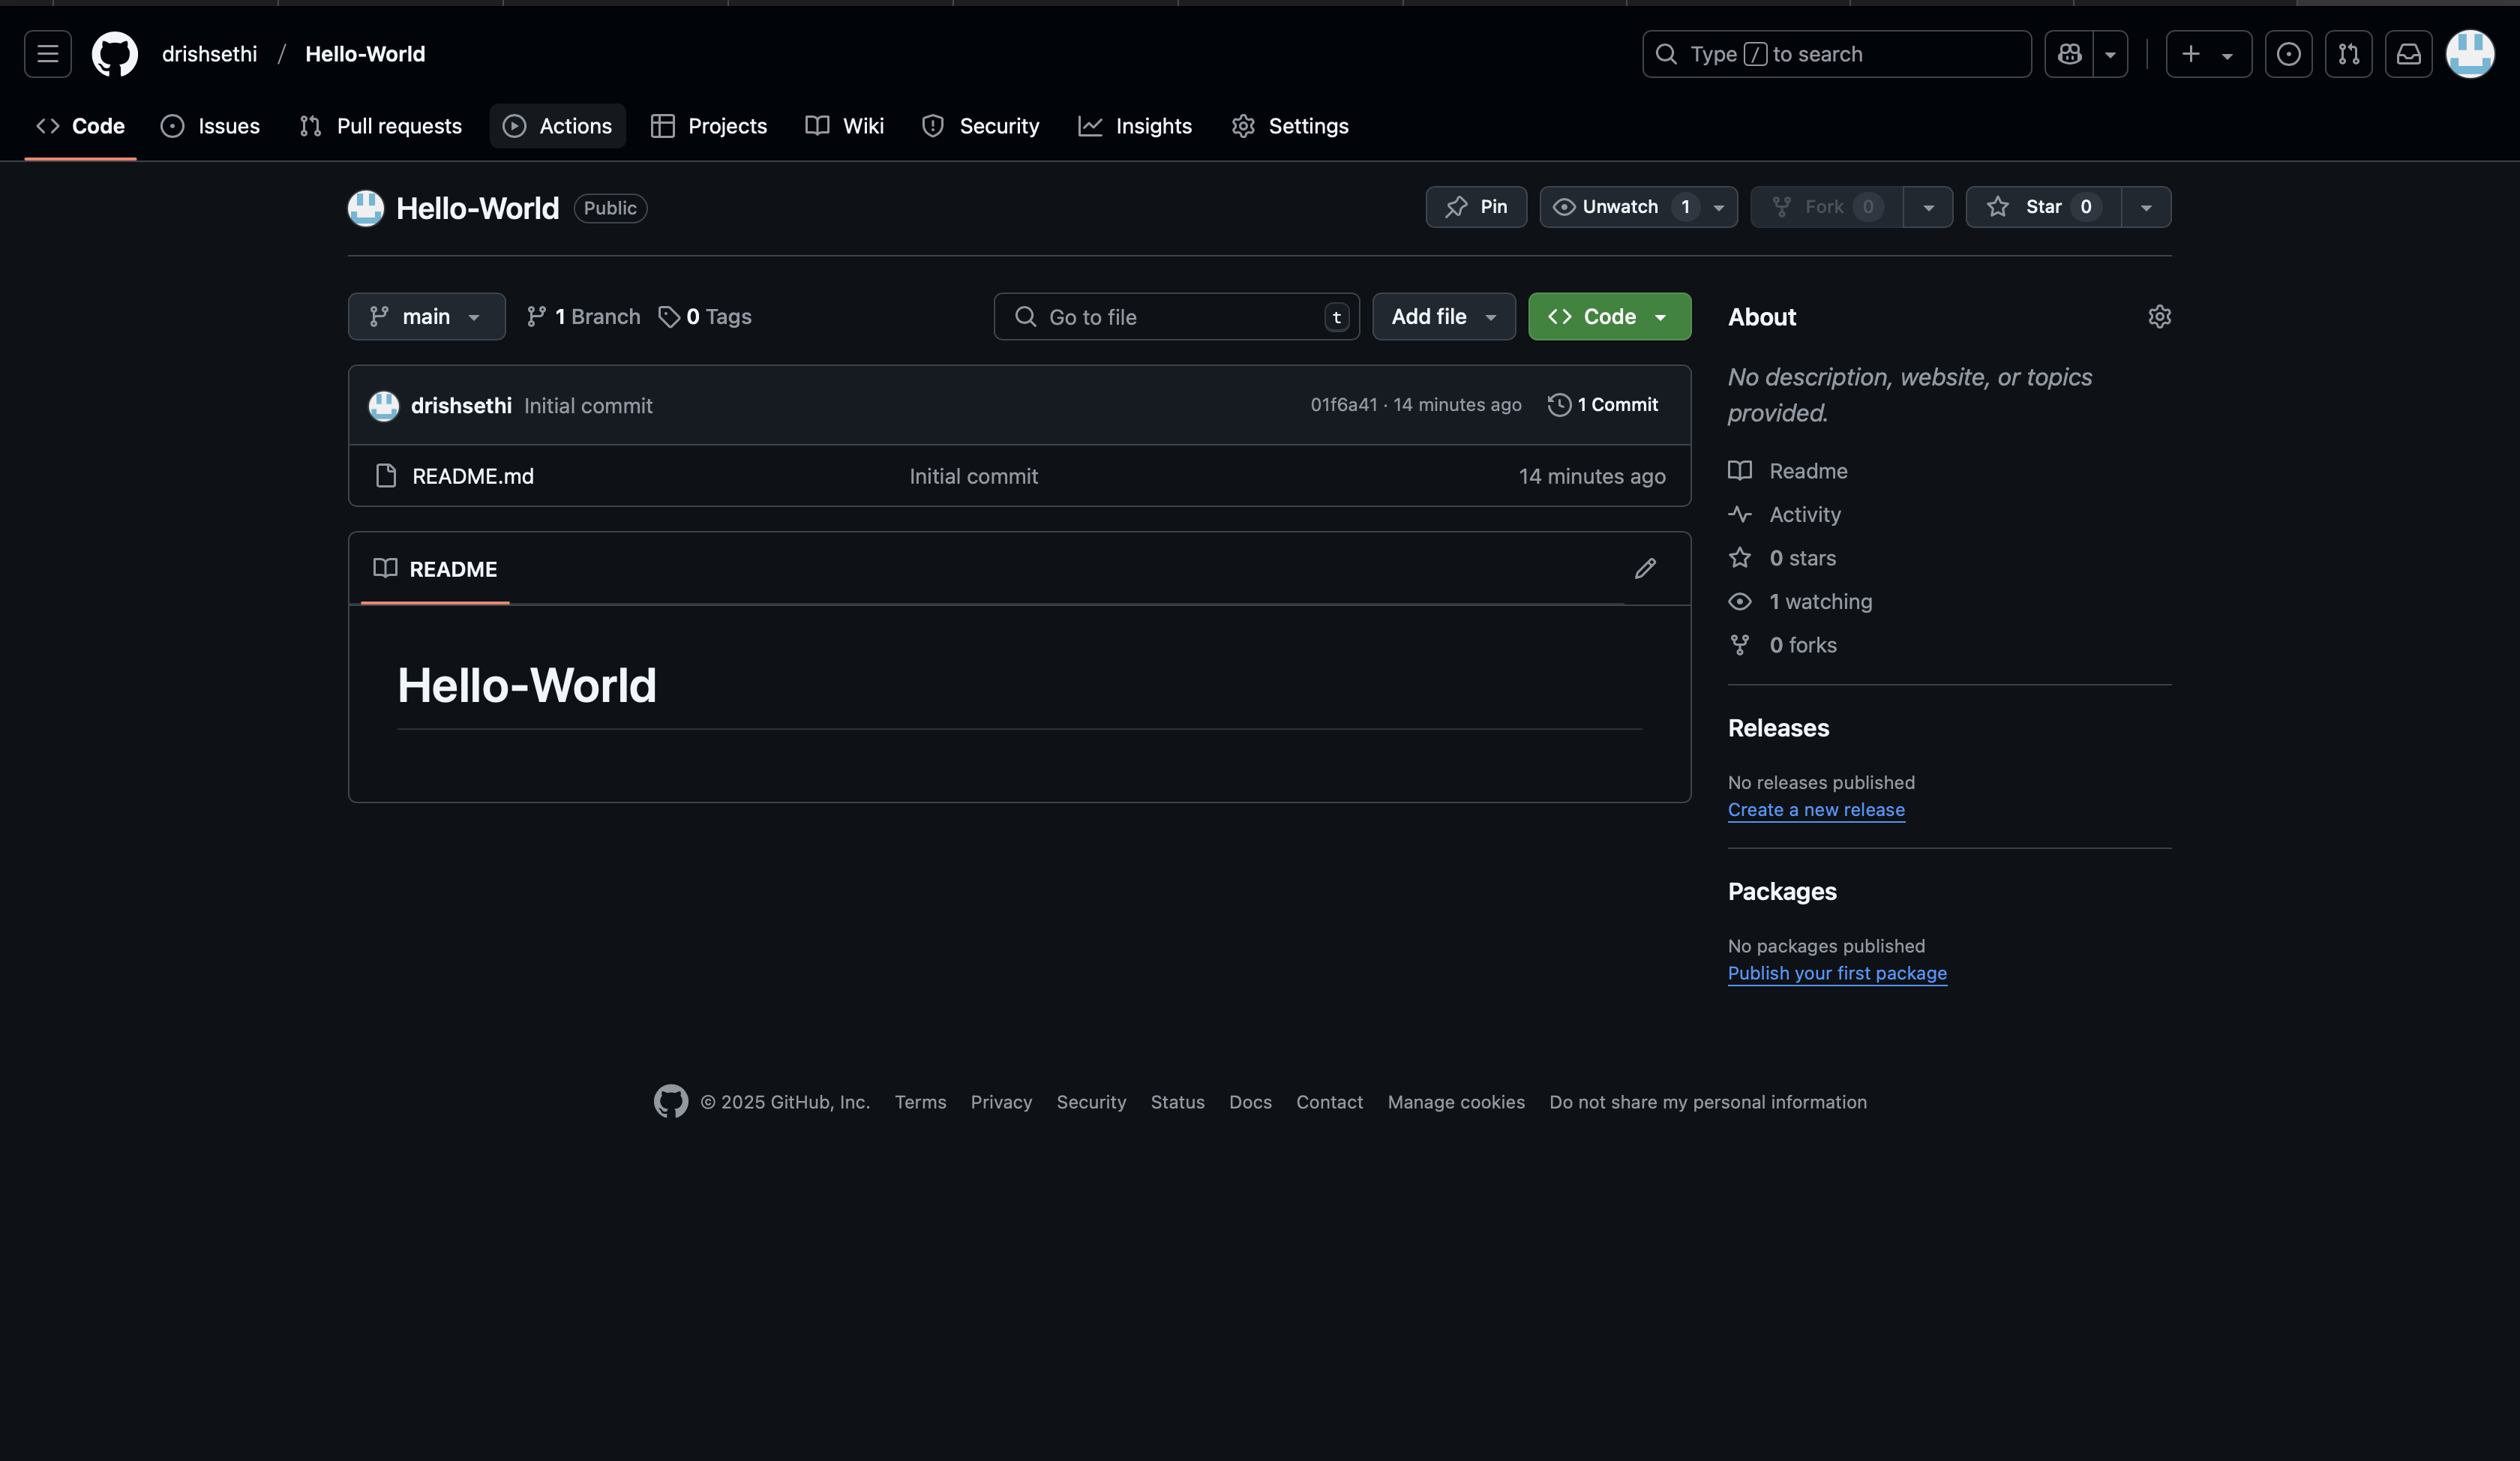 drishsethi / Hello-World
Type / to search
Code Issues Pull requests Actions Projects Wiki Security Insights Settings
Hello-World Public
Pin Unwatch 1 Fork 0 Star 0
main 1 Branch 0 Tags Go to file t Add file Code
drishsethi Initial commit 01f6a41 · 14 minutes ago 1 Commit
README.md Initial commit 14 minutes ago
README
Hello-World
About
No description, website, or topics
provided.
Readme
Activity
0 stars
1 watching
0 forks
Releases
No releases published
Create a new release
Packages
No packages published
Publish your first package
© 2025 GitHub, Inc. Terms Privacy Security Status Docs Contact Manage cookies Do not share my personal information